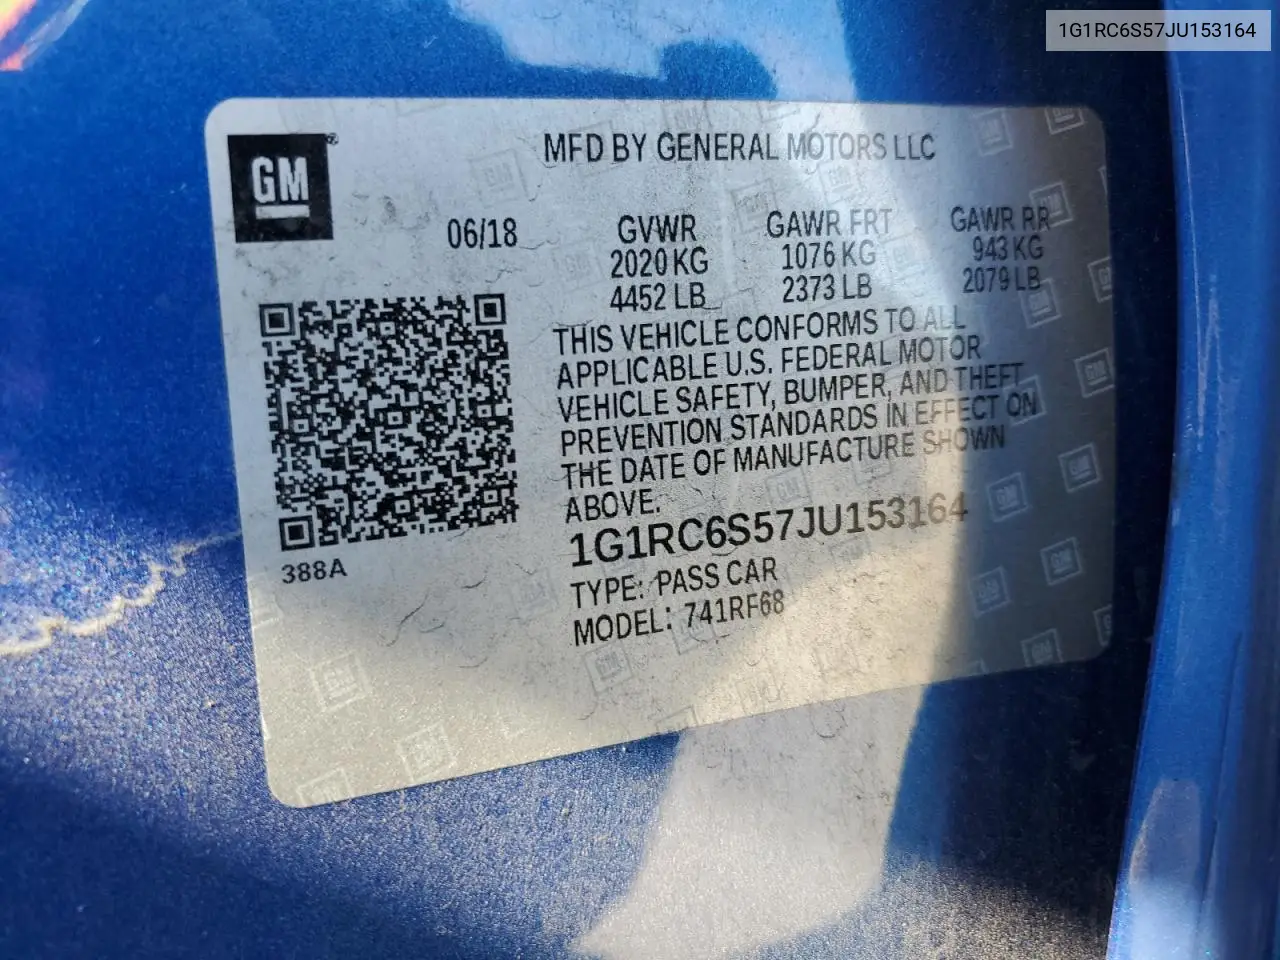 1G1RC6S57JU153164
GM
MFD BY GENERAL MOTORS LLC
06/18
GVWR GAWR FRT GAWR RR
2020 KG 1076 KG 943 KG
4452 LB 2373 LB 2079 LB
THIS VEHICLE CONFORMS TO ALL
APPLICABLE U.S. FEDERAL MOTOR
VEHICLE SAFETY, BUMPER, AND THEFT
PREVENTION STANDARDS IN EFFECT ON
THE DATE OF MANUFACTURE SHOWN
ABOVE.
1G1RC6S57JU153164
TYPE: PASS CAR
MODEL: 741RF68
388A